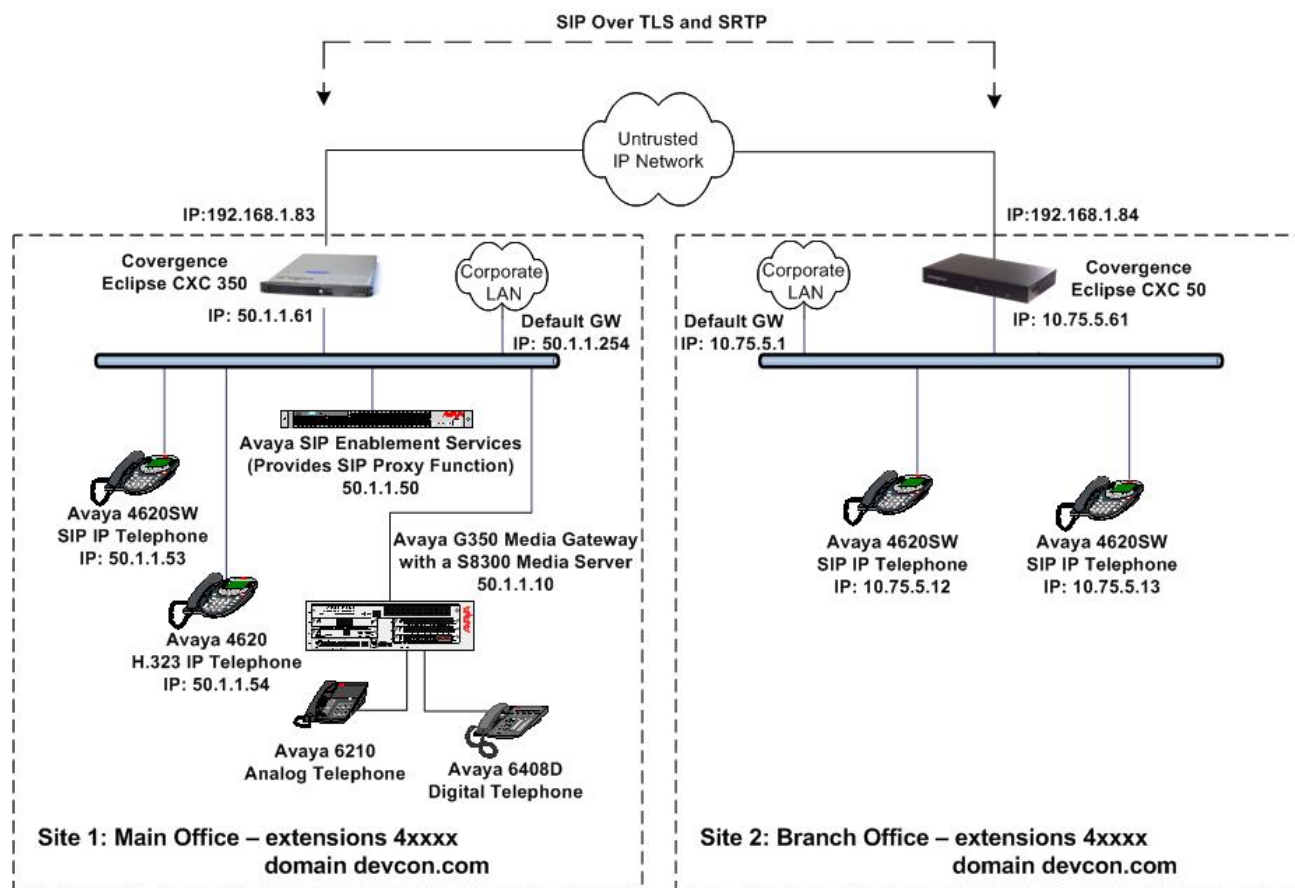 SIP Over TLS and SRTP
Untrusted
IP Network
IP:192.168.1.83
IP:192.168.1.84
Covergence
Eclipse CXC 350
IP: 50.1.1.61
Corporate
LAN
Default GW
IP: 50.1.1.254
Avaya SIP Enablement Services
(Provides SIP Proxy Function)
50.1.1.50
Avaya 4620SW
SIP IP Telephone
IP: 50.1.1.53
Avaya G350 Media Gateway
with a S8300 Media Server
50.1.1.10
AVAYA
Avaya 4620
H.323 IP Telephone
IP: 50.1.1.54
Avaya 6210
Analog Telephone
Avaya 6408D
Digital Telephone
Site 1: Main Office – extensions 4xxxx
domain devcon.com
Corporate
LAN
Default GW
IP: 10.75.5.1
Covergence
Eclipse CXC 50
IP: 10.75.5.61
Avaya 4620SW
SIP IP Telephone
IP: 10.75.5.12
Avaya 4620SW
SIP IP Telephone
IP: 10.75.5.13
Site 2: Branch Office – extensions 4xxxx
domain devcon.com